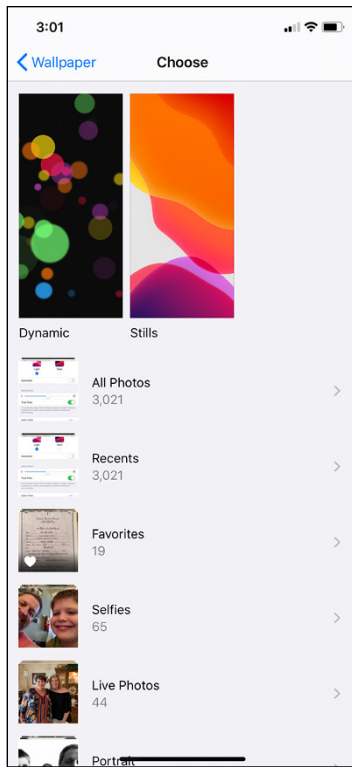 3:01
Wallpaper
Choose
Dynamic
Stills
All Photos
3,021
Recents
3,021
Favorites
19
Selfies
65
Live Photos
44
Portrait